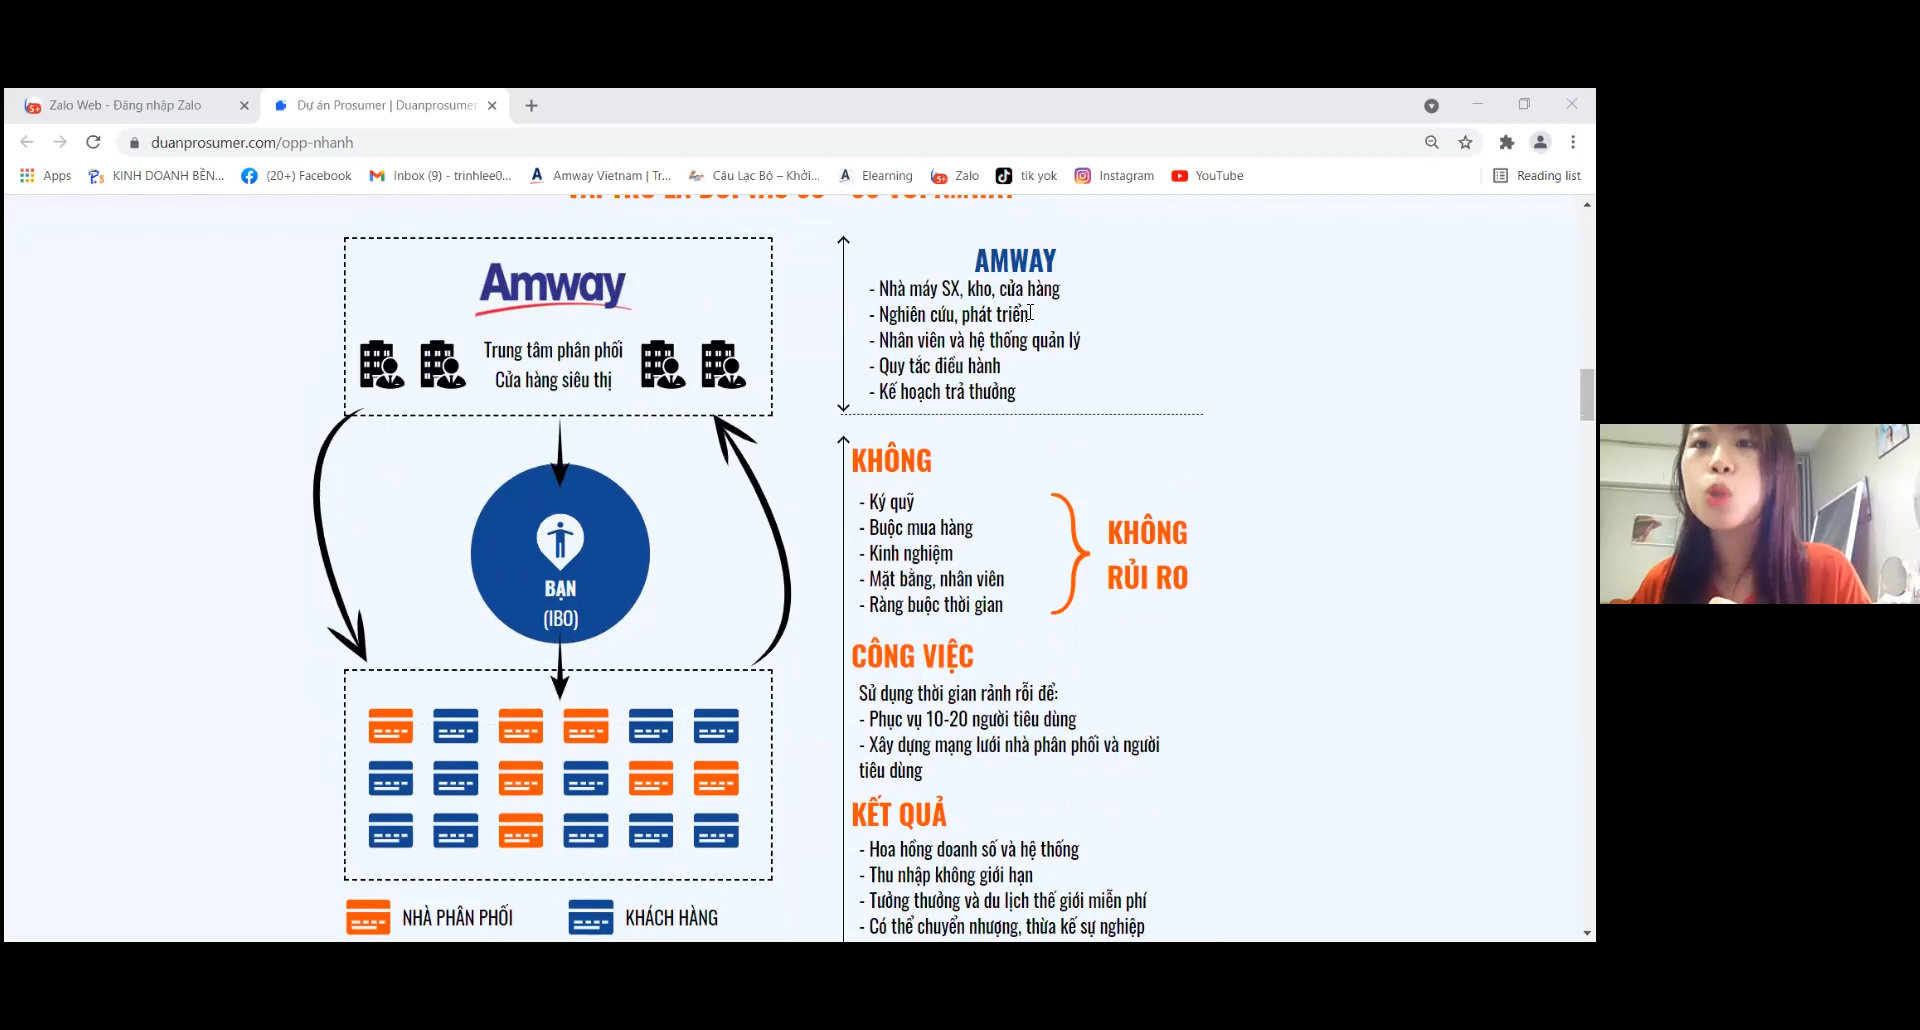 Zalo Web - Đăng nhập Zalo
Dự án Prosumer | Duanprosumer
duanprosumer.com/opp-nhanh
Apps
KINH DOANH BỀN...
(20+) Facebook
Inbox (9) - trinhlee0...
Amway Vietnam | Tr...
Câu Lạc Bộ – Khởi...
Elearning
Zalo
tik yok
Instagram
YouTube
Reading list
Amway
Trung tâm phân phối
Cửa hàng siêu thị
BẠN
(IBO)
NHÀ PHÂN PHỐI
KHÁCH HÀNG
AMWAY
- Nhà máy SX, kho, cửa hàng
- Nghiên cứu, phát triển
- Nhân viên và hệ thống quản lý
- Quy tắc điều hành
- Kế hoạch trả thưởng
KHÔNG
- Ký quỹ
- Buộc mua hàng
- Kinh nghiệm
- Mặt bằng, nhân viên
- Ràng buộc thời gian
KHÔNG
RỦI RO
CÔNG VIỆC
Sử dụng thời gian rảnh rỗi để:
- Phục vụ 10-20 người tiêu dùng
- Xây dựng mạng lưới nhà phân phối và người
tiêu dùng
KẾT QUẢ
- Hoa hồng doanh số và hệ thống
- Thu nhập không giới hạn
- Tưởng thưởng và du lịch thế giới miễn phí
- Có thể chuyển nhượng, thừa kế sự nghiệp